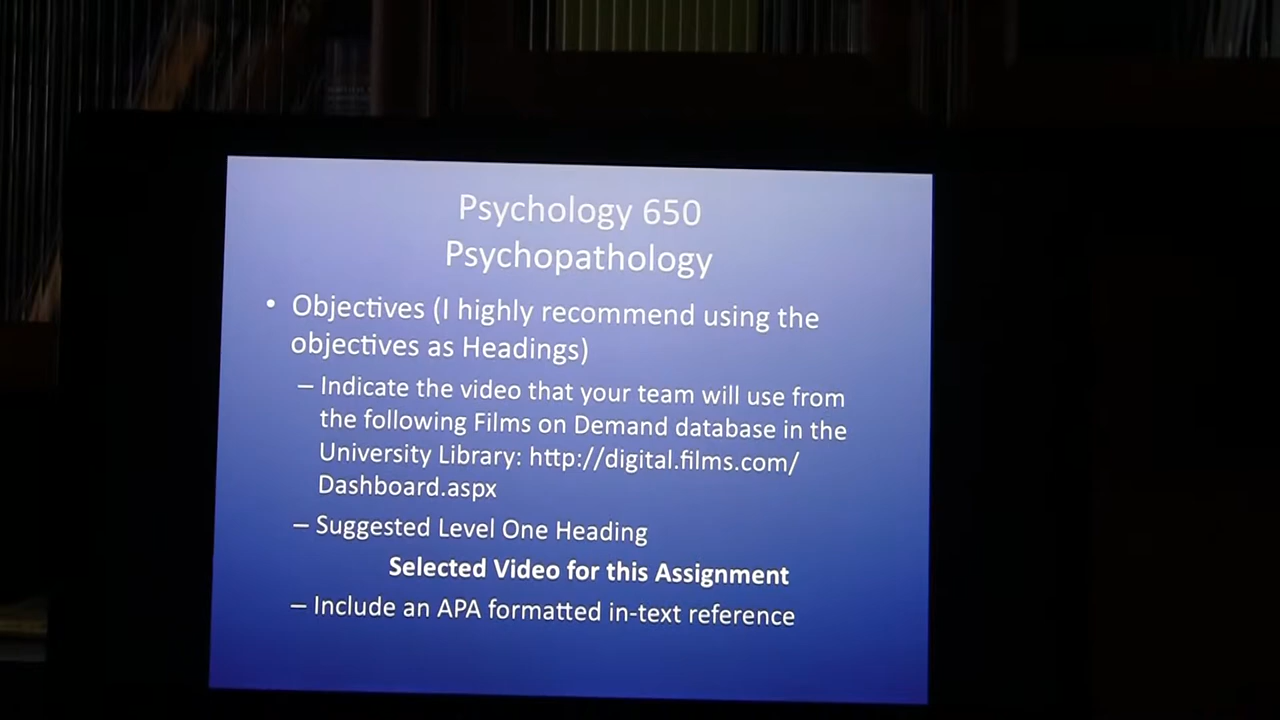 Psychology 650
Psychopathology
• Objectives (I highly recommend using the
objectives as Headings)
– Indicate the video that your team will use from
the following Films on Demand database in the
University Library: http://digital.films.com/
Dashboard.aspx
– Suggested Level One Heading
Selected Video for this Assignment
– Include an APA formatted in-text reference